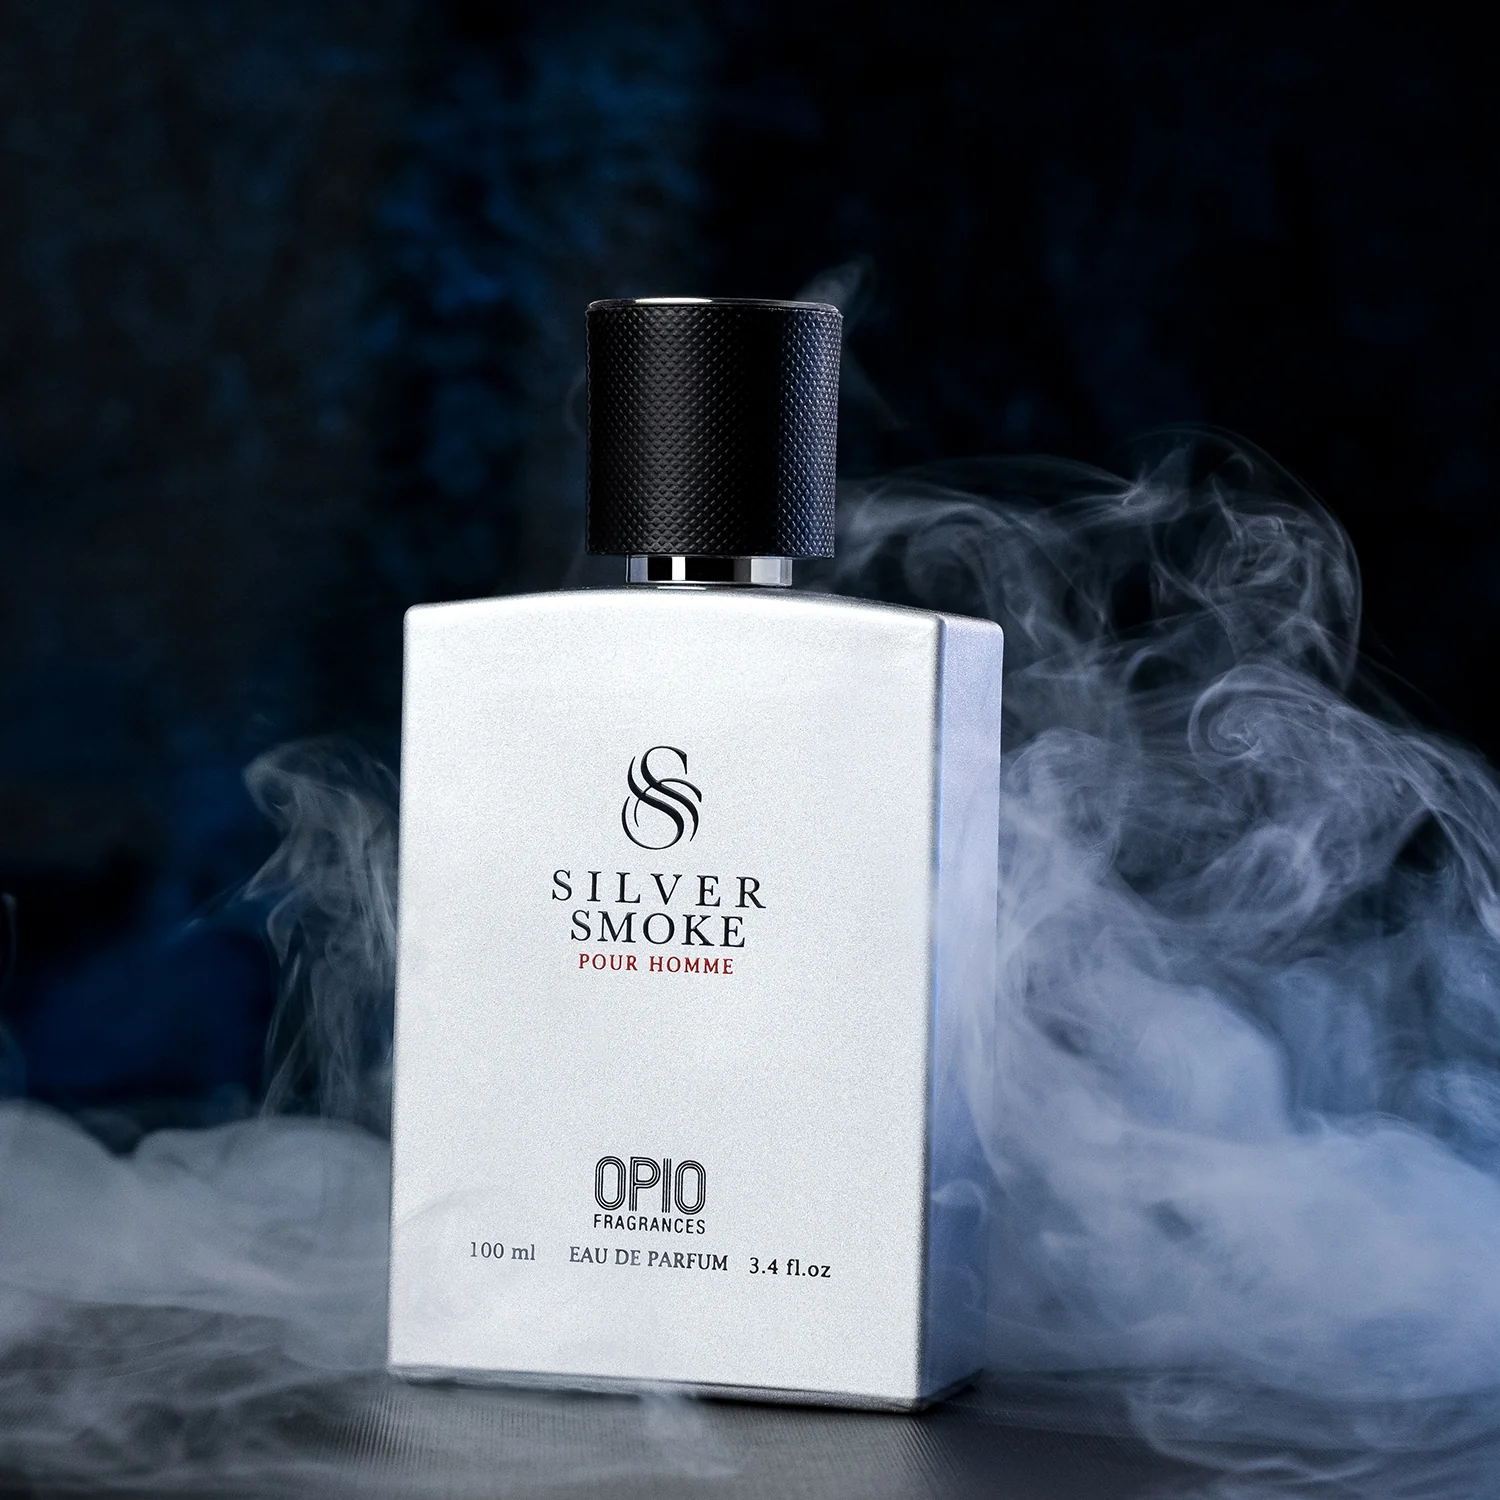 SS
SILVER
SMOKE
POUR HOMME
OPIO
FRAGRANCES
100 ml EAU DE PARFUM 3.4 fl.oz